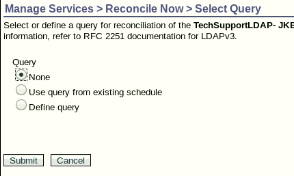 Manage Services > Reconcile Now > Select Query
Select or define a query for reconciliation of the TechSupportLDAP- JKE
information, refer to RFC 2251 documentation for LDAPv3.
Query
None
Use query from existing schedule
Define query
Submit Cancel